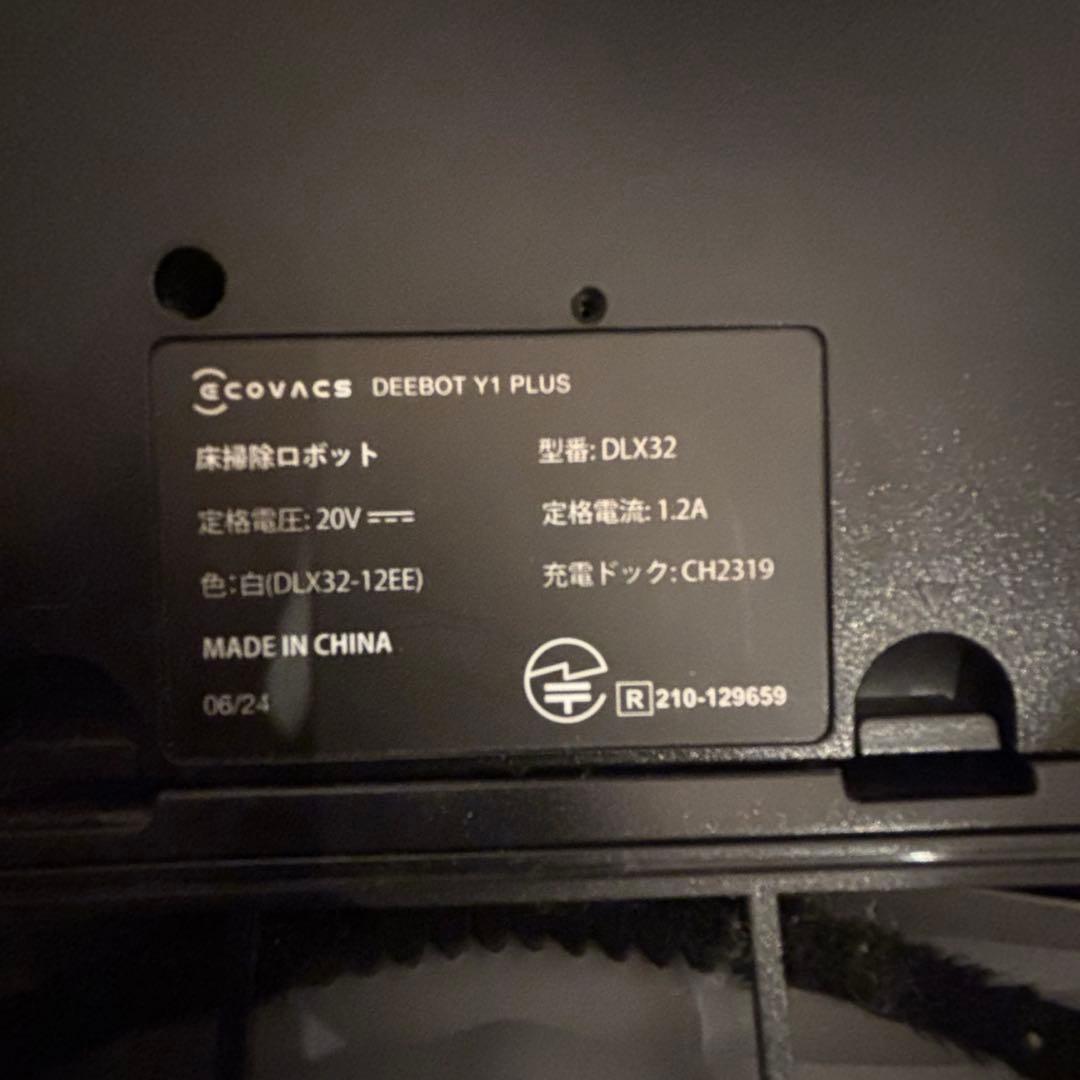 ECOVACS DEEBOT Y1 PLUS
床掃除ロボット 型番: DLX32
定格電圧: 20V 定格電流: 1.2A
色:白(DLX32-12EE) 充電ドック: CH2319
MADE IN CHINA
06/24 R 210-129659